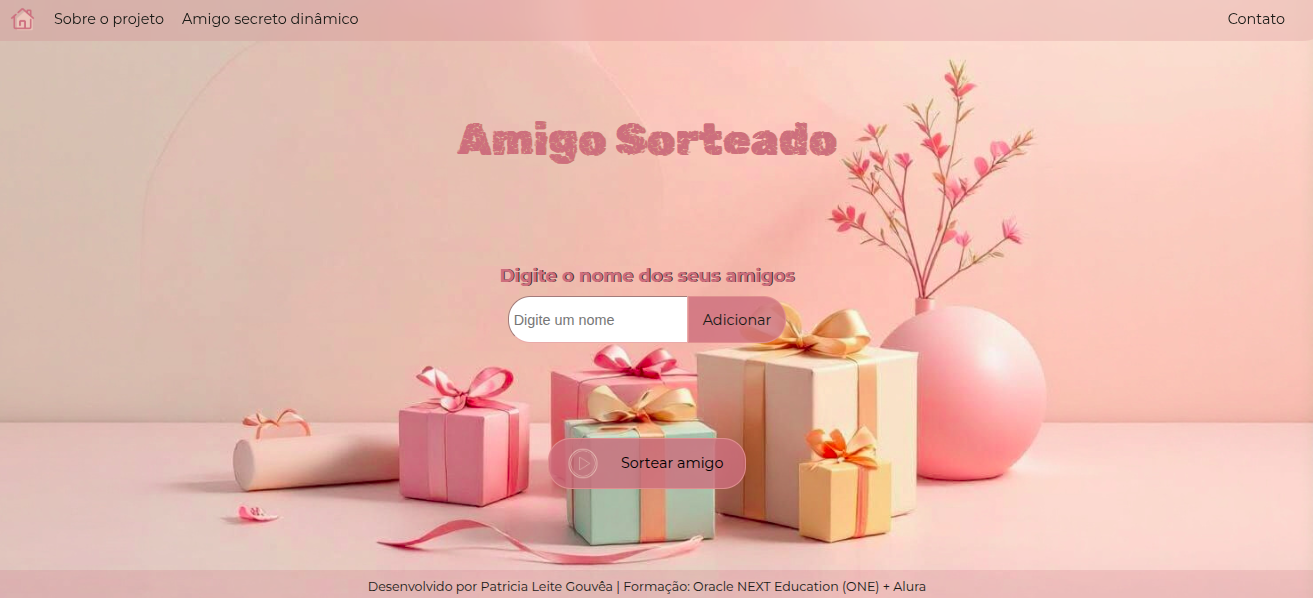 Sobre o projeto
Amigo secreto dinâmico
Contato
Amigo Sorteado
Digite o nome dos seus amigos
Digite um nome
Adicionar
Sortear amigo
Desenvolvido por Patricia Leite Gouvêa | Formação: Oracle NEXT Education (ONE) + Alura